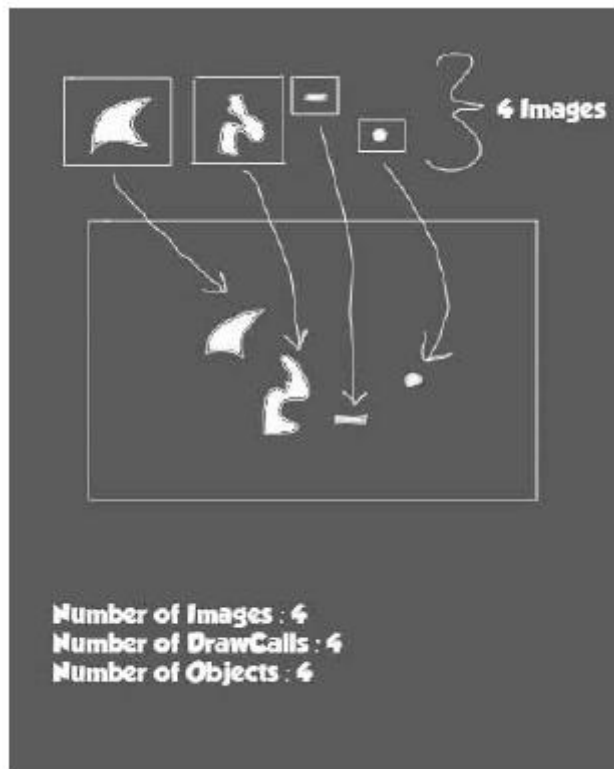 4 Images
Number of Images : 4
Number of DrawCalls : 4
Number of Objects : 4